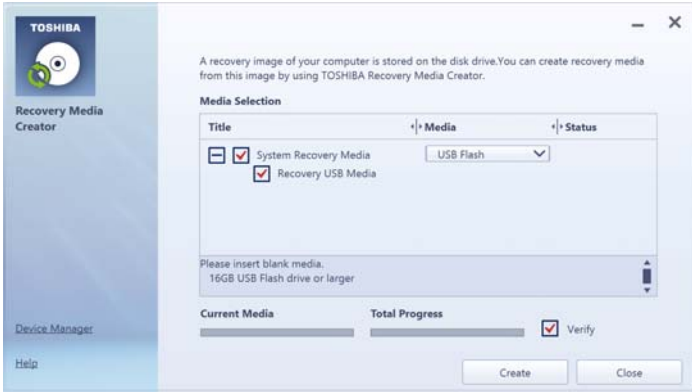 TOSHIBA
Recovery Media
Creator
A recovery image of your computer is stored on the disk drive.You can create recovery media
from this image by using TOSHIBA Recovery Media Creator.
Media Selection
Title Media Status
System Recovery Media USB Flash
Recovery USB Media
Please insert blank media.
16GB USB Flash drive or larger
Current Media Total Progress
Verify
Device Manager
Help
Create Close